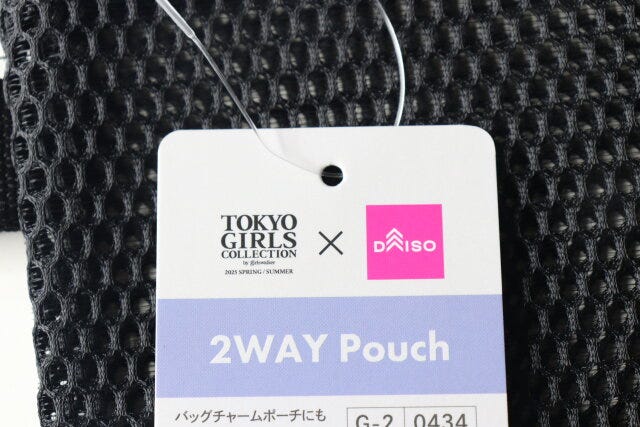 TOKYO
GIRLS
COLLECTION
by girlswalker
2025 SPRING / SUMMER
×
DAISO
2WAY Pouch
バッグチャームポーチにも
G-2 0434